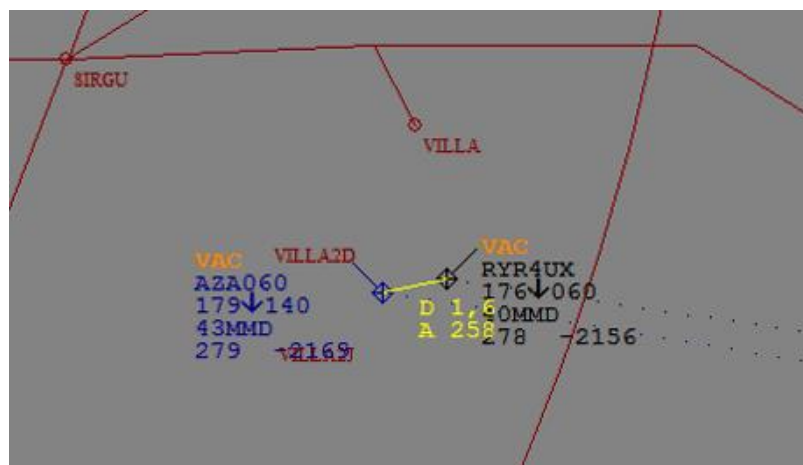 SIRGU
VILLA
VAC
AZA060
179↓140
43MMD
279 -2169
VILLA2D
VAC
RYR4UX
176↓060
40MMD
278 -2156
D 1,6
A 258